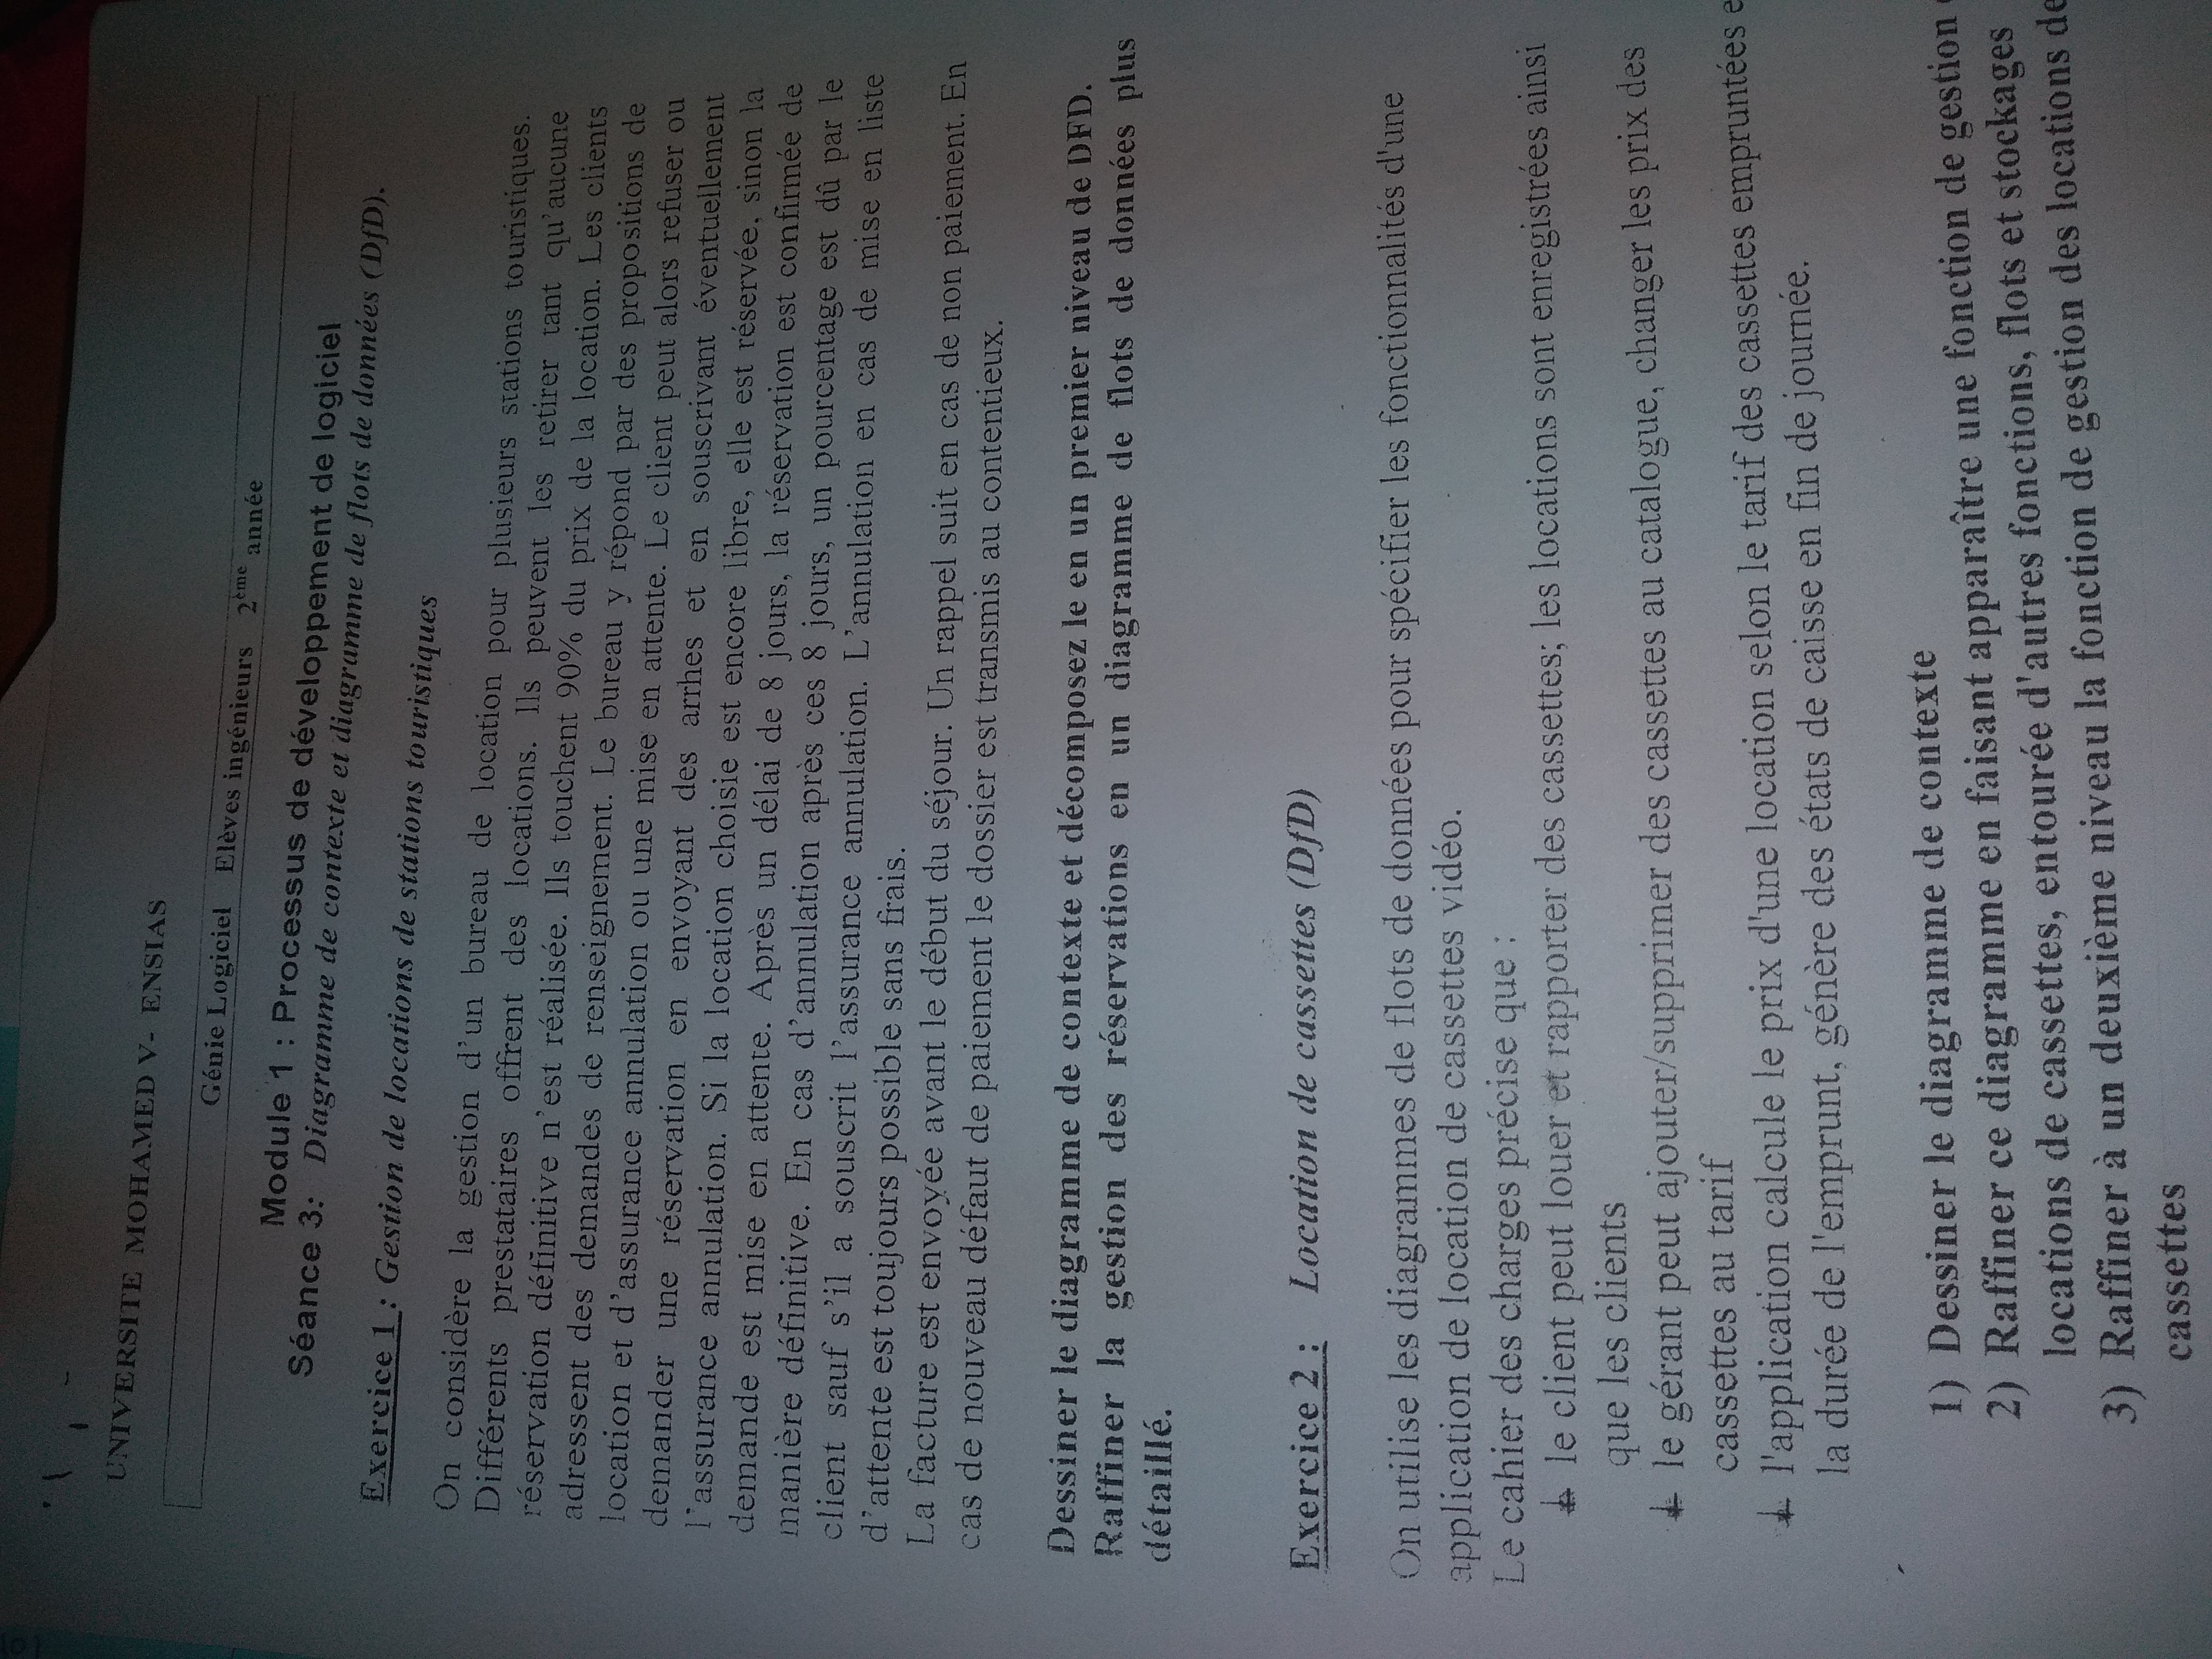 UNIVERSITE MOHAMED V- ENSIAS
Génie Logiciel Elèves ingénieurs 2ème année
Module 1 : Processus de développement de logiciel
Séance 3: Diagramme de contexte et diagramme de flots de données (DfD).
Exercice 1 : Gestion de locations de stations touristiques
On considère la gestion d'un bureau de location pour plusieurs stations touristiques.
Différents prestataires offrent des locations. Ils peuvent les retirer tant qu'aucune
réservation définitive n'est réalisée. Ils touchent 90% du prix de la location. Les clients
adressent des demandes de renseignement. Le bureau y répond par des propositions de
location et d'assurance annulation ou une mise en attente. Le client peut alors refuser ou
demander une réservation en envoyant des arrhes et en souscrivant éventuellement
l'assurance annulation. Si la location choisie est encore libre, elle est réservée, sinon la
demande est mise en attente. Après un délai de 8 jours, la réservation est confirmée de
manière définitive. En cas d'annulation après ces 8 jours, un pourcentage est dû par le
client sauf s'il a souscrit l'assurance annulation. L'annulation en cas de mise en liste
d'attente est toujours possible sans frais.
La facture est envoyée avant le début du séjour. Un rappel suit en cas de non paiement. En
cas de nouveau défaut de paiement le dossier est transmis au contentieux.
Dessiner le diagramme de contexte et décomposez le en un premier niveau de DFD.
Raffiner la gestion des réservations en un diagramme de flots de données plus
détaillé.
Exercice 2 : Location de cassettes (DfD)
On utilise les diagrammes de flots de données pour spécifier les fonctionnalités d'une
application de location de cassettes vidéo.
Le cahier des charges précise que :
le client peut louer et rapporter des cassettes; les locations sont enregistrées ainsi
que les clients
le gérant peut ajouter/supprimer des cassettes au catalogue, changer les prix des
cassettes au tarif
l'application calcule le prix d'une location selon le tarif des cassettes empruntées
la durée de l'emprunt, génère des états de caisse en fin de journée.
1) Dessiner le diagramme de contexte
2) Raffiner ce diagramme en faisant apparaître une fonction de gestion
locations de cassettes, entourée d'autres fonctions, flots et stockages
3) Raffiner à un deuxième niveau la fonction de gestion des locations de
cassettes